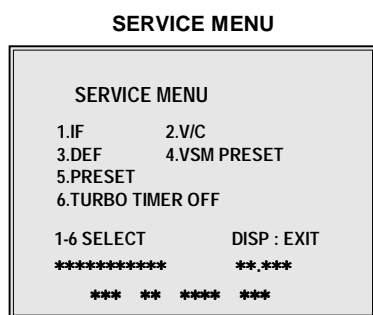 SERVICE MENU
SERVICE MENU
1.IF 2.V/C
3.DEF 4.VSM PRESET
5.PRESET
6.TURBO TIMER OFF
1-6 SELECT DISP : EXIT
*********** **.***
*** ** **** ***